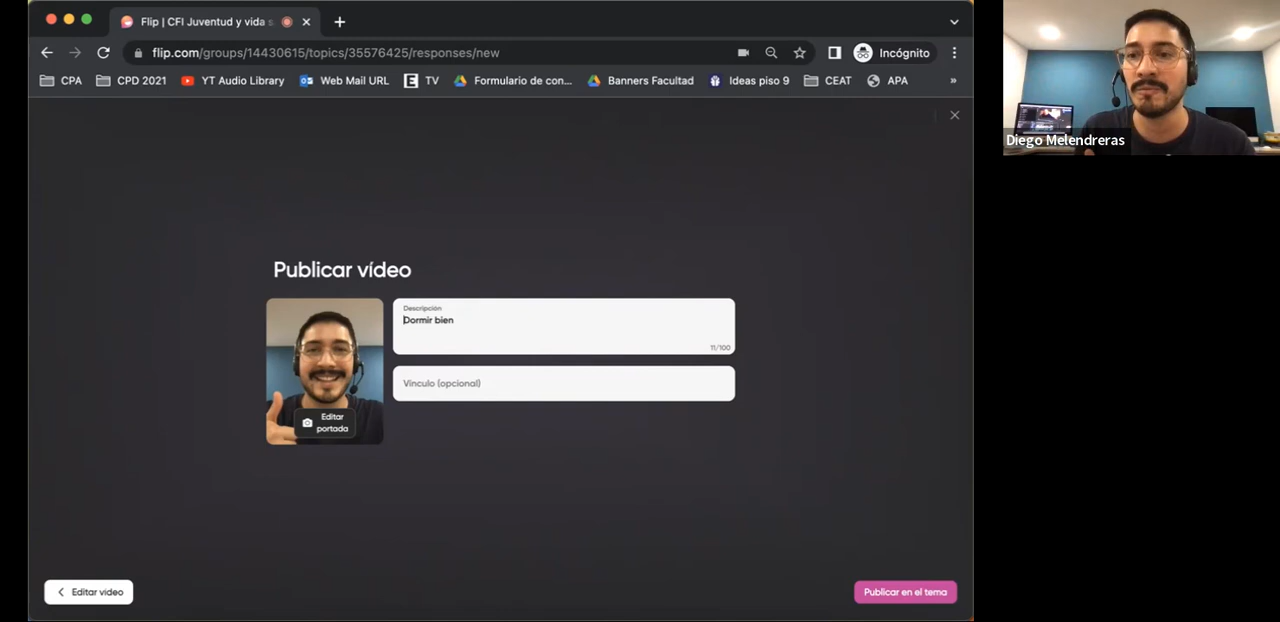 Flip | CFI Juventud y vida s
flip.com/groups/14430615/topics/35576425/responses/new
Incógnito
CPA
CPD 2021
YT Audio Library
Web Mail URL
TV
Formulario de con...
Banners Facultad
Ideas piso 9
CEAT
APA
»
Diego Melendreras
Publicar vídeo
Descripción
Dormir bien
11/100
Vínculo (opcional)
Editar
portada
Editar vídeo
Publicar en el tema